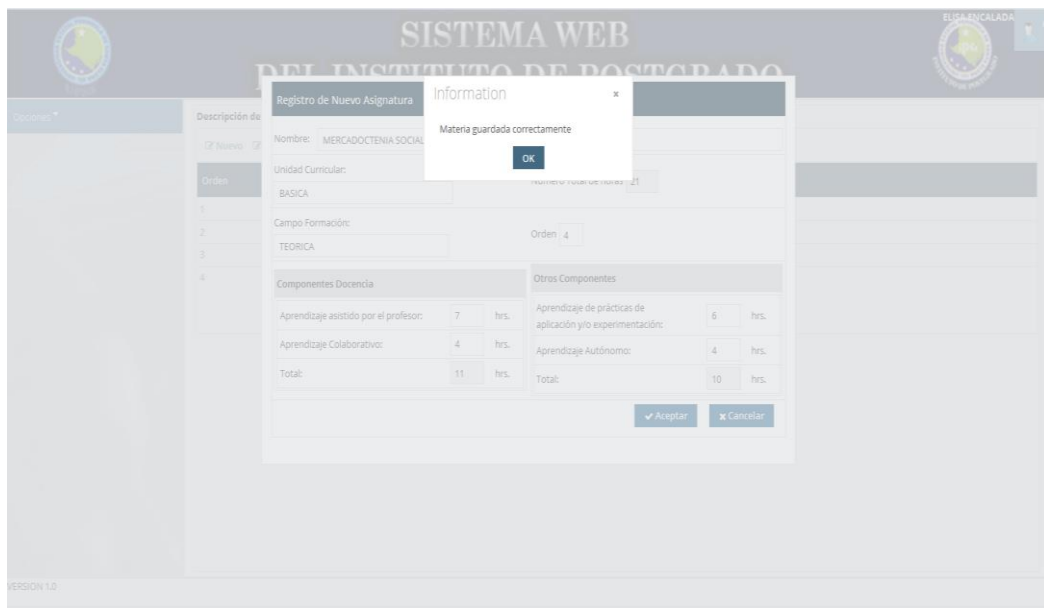 SISTEMA WEB
DEL INSTITUTO DE POSTGRADO
ELISA ENCALADA
Opciones
Descripción de
Nuevo
Orden
1
2
3
4
Registro de Nuevo Asignatura
Information
x
Materia guardada correctamente
OK
Nombre: MERCADOCTENIA SOCIAL
Unidad Curricular:
BASICA
Número Total de horas 21
Campo Formación:
TEORICA
Orden 4
Componentes Docencia
Aprendizaje asistido por el profesor: 7 hrs.
Aprendizaje Colaborativo: 4 hrs.
Total: 11 hrs.
Otros Componentes
Aprendizaje de prácticas de
aplicación y/o experimentación: 6 hrs.
Aprendizaje Autónomo: 4 hrs.
Total: 10 hrs.
Aceptar
Cancelar
VERSION 1.0